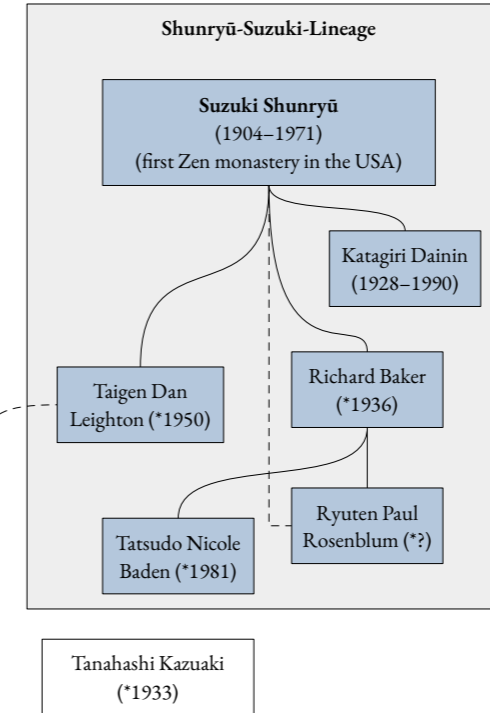 Shunryū-Suzuki-Lineage
Suzuki Shunryū
(1904–1971)
(first Zen monastery in the USA)
Katagiri Dainin
(1928–1990)
Taigen Dan
Leighton (*1950)
Richard Baker
(*1936)
Tatsudo Nicole
Baden (*1981)
Ryuten Paul
Rosenblum (*?)
Tanahashi Kazuaki
(*1933)